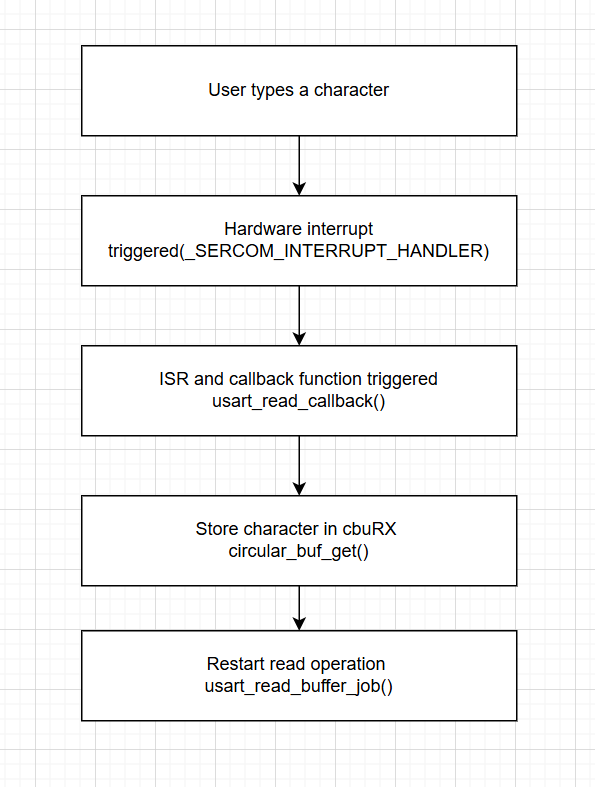 User types a character
Hardware interrupt
triggered(_SERCOM_INTERRUPT_HANDLER)
ISR and callback function triggered
usart_read_callback()
Store character in cbuRX
circular_buf_get()
Restart read operation
usart_read_buffer_job()